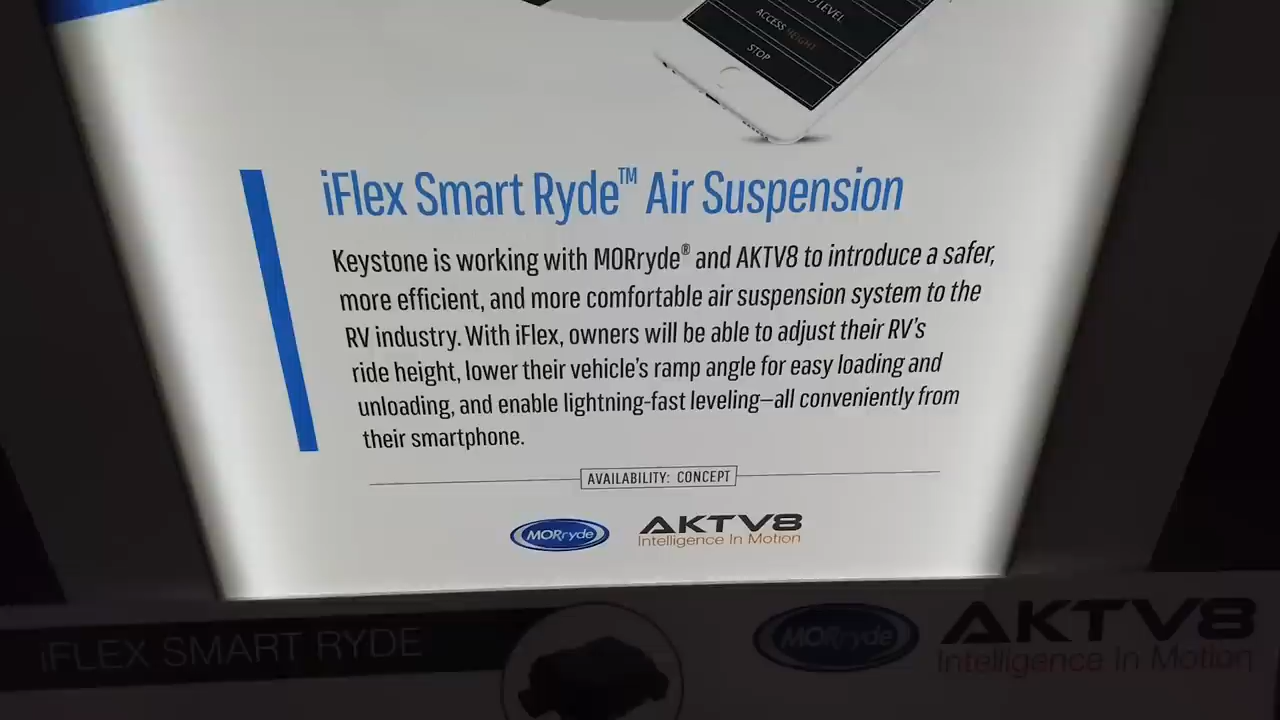 LEVEL
ACCESS HEIGHT
STOP
iFlex Smart Ryde™ Air Suspension
Keystone is working with MORryde® and AKTV8 to introduce a safer,
more efficient, and more comfortable air suspension system to the
RV industry. With iFlex, owners will be able to adjust their RV's
ride height, lower their vehicle's ramp angle for easy loading and
unloading, and enable lightning-fast leveling—all conveniently from
their smartphone.
AVAILABILITY: CONCEPT
MORryde
AKTV8
Intelligence In Motion
iFLEX SMART RYDE
MORryde
AKTV8
Intelligence In Motion